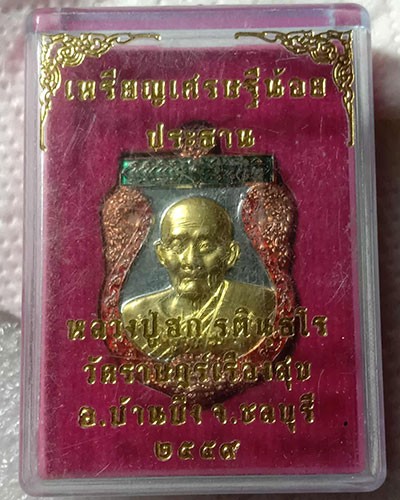 เหรียญเศรษฐีน้อย
ประธาน
หลวงปู่
วัดราษฎร์เรืองสุข
อ.บ้านบึง จ.ชลบุรี
๒๕๕๙